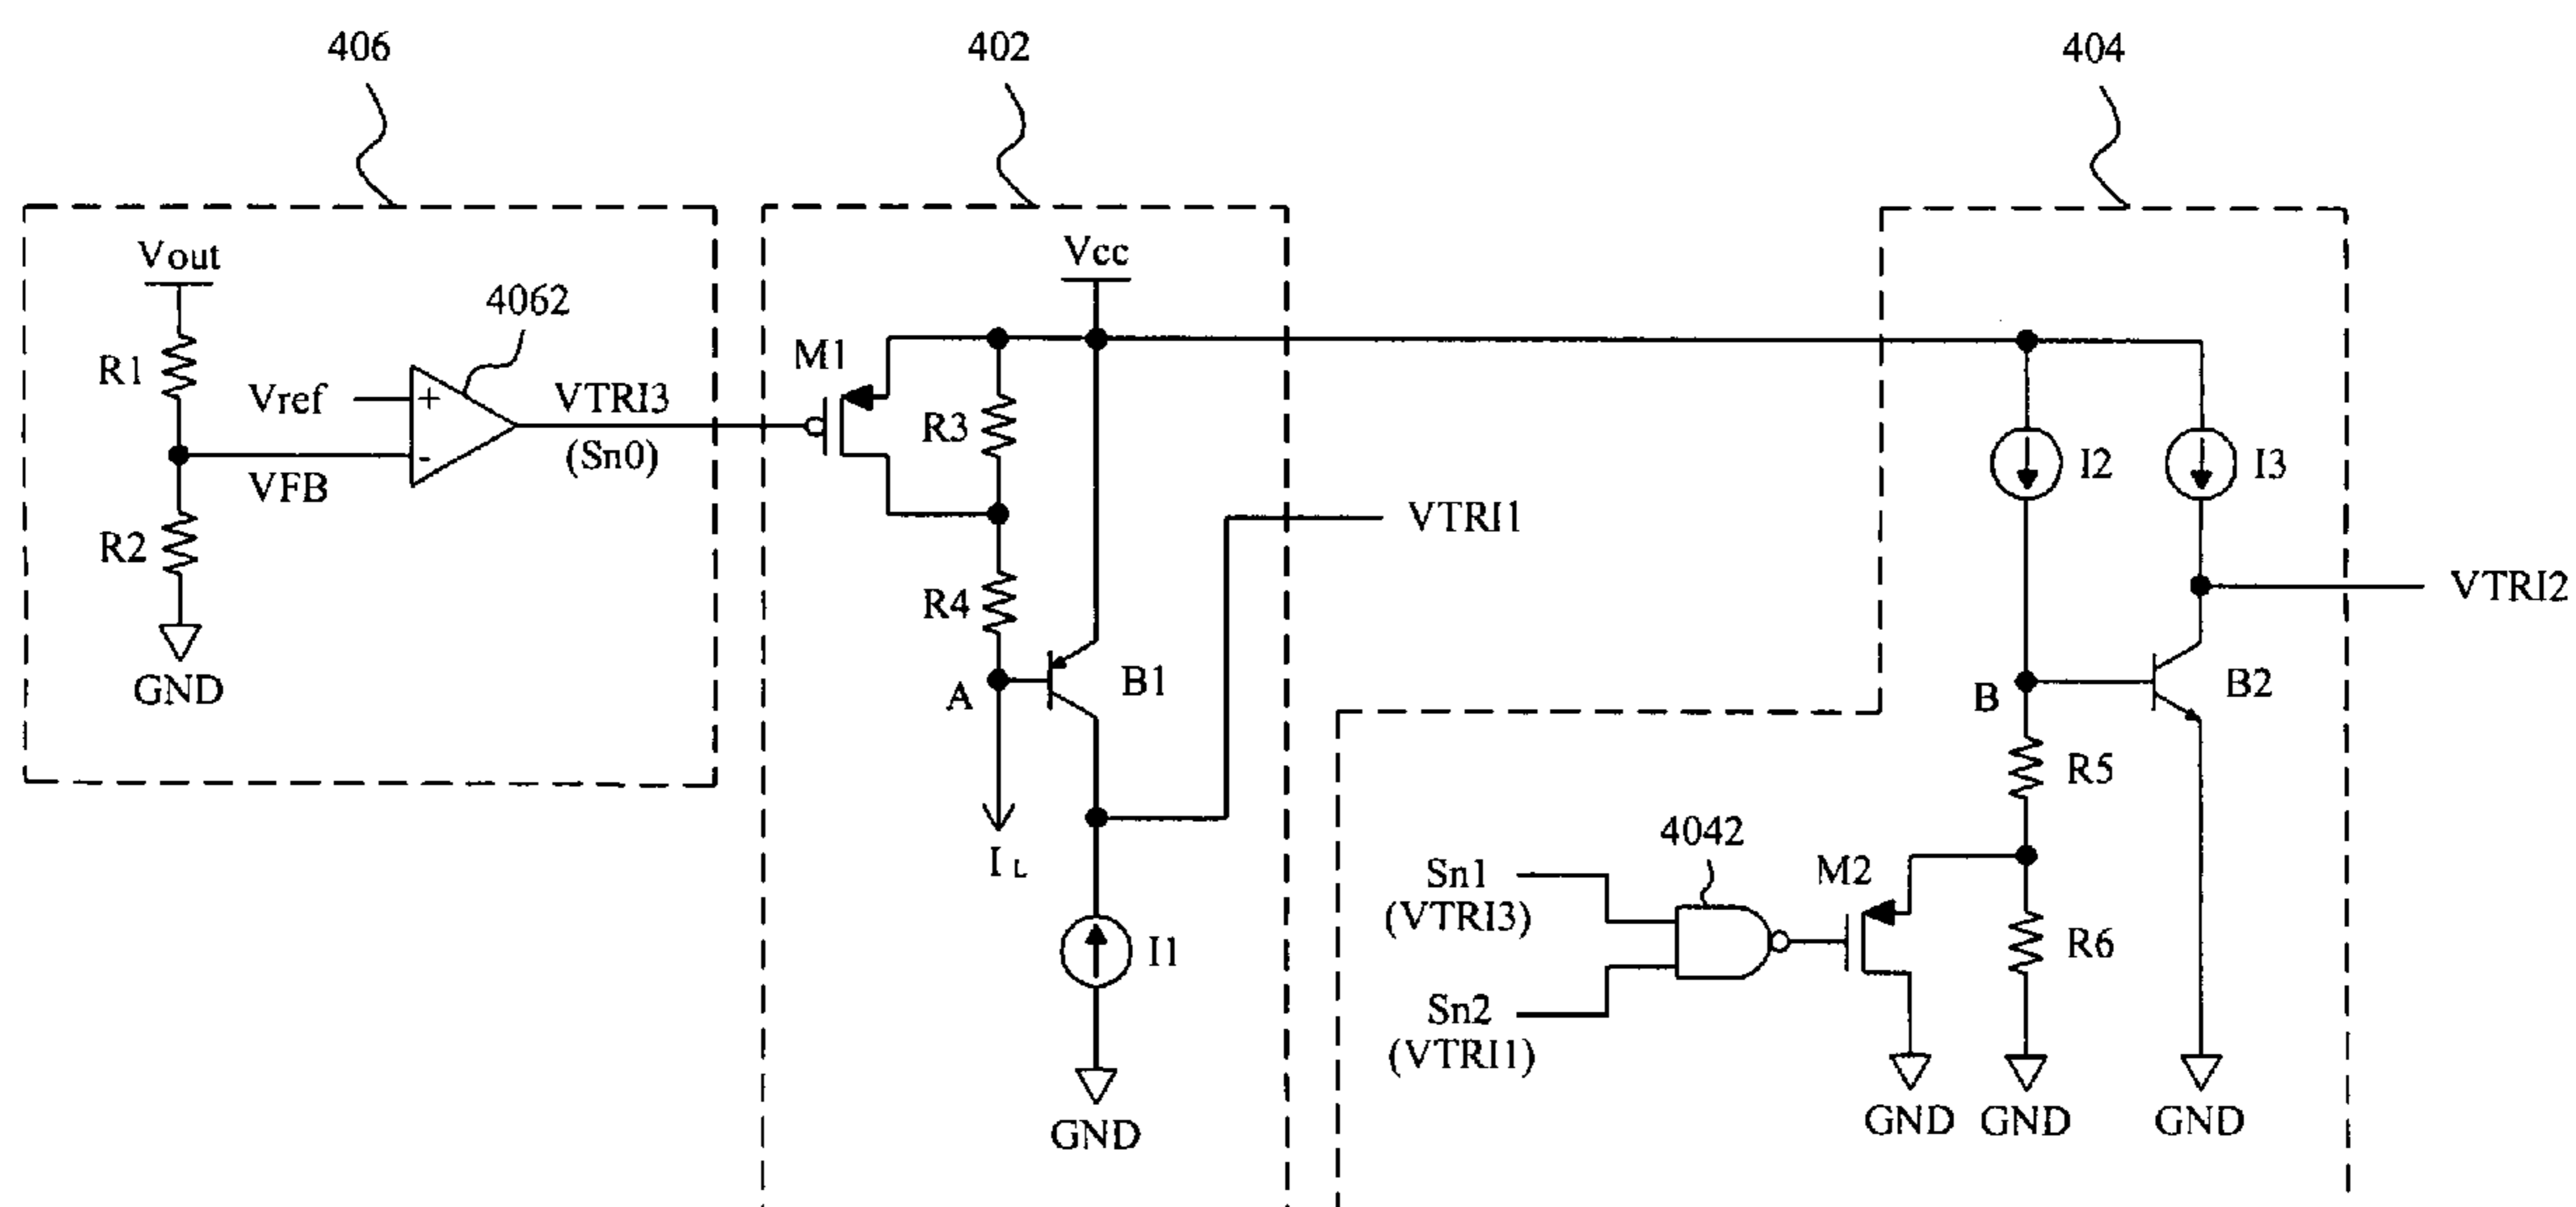 406
402
404
Vout
Vcc
4062
R1
Vref
+
VTRI3
(Sn0)
M1
R3
I2
I3
VFB
-
VTRI1
R2
R4
VTRI2
GND
A
B1
B
B2
R5
4042
I L
Sn1
(VTRI3)
M2
I1
R6
Sn2
(VTRI1)
GND
GND
GND
GND